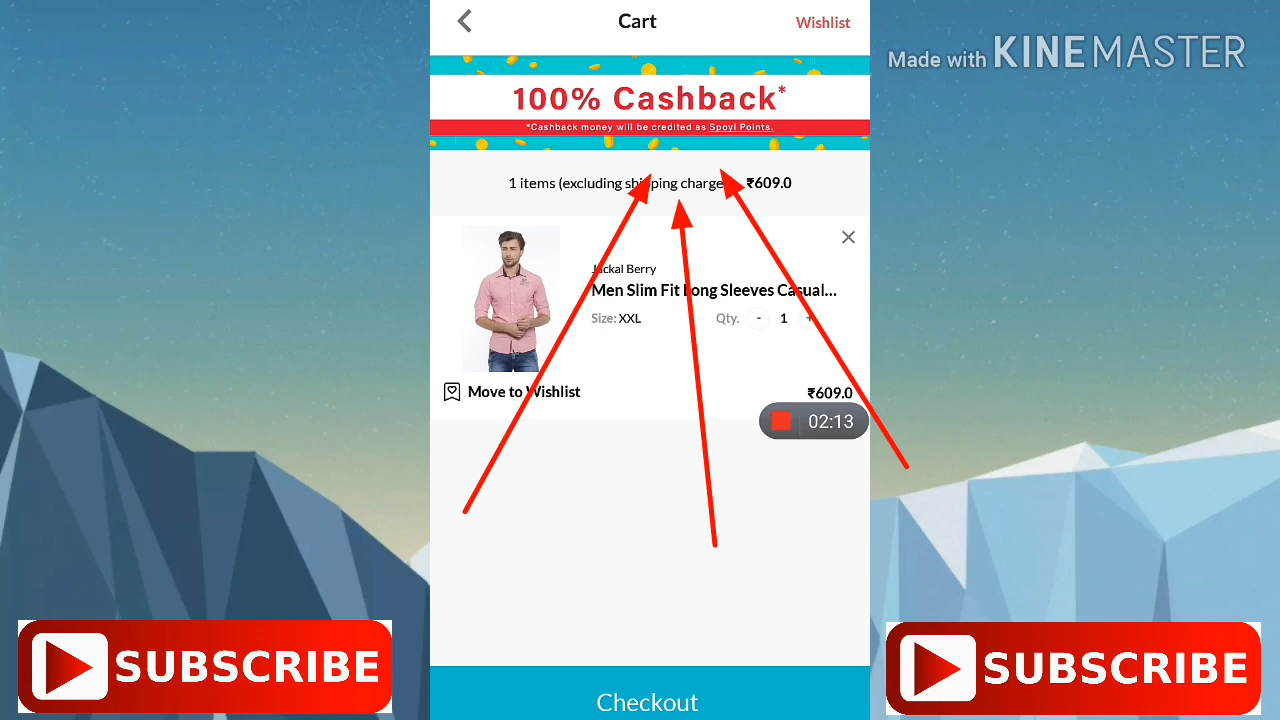 Cart
Wishlist
Made with KINEMASTER
100% Cashback*
*Cashback money will be credited as Spoyl Points.
1 items (excluding shipping charge ₹609.0
Jackal Berry
Men Slim Fit Long Sleeves Casual...
Size: XXL
Qty. - 1 +
Move to Wishlist
₹609.0
02:13
SUBSCRIBE
SUBSCRIBE
Checkout